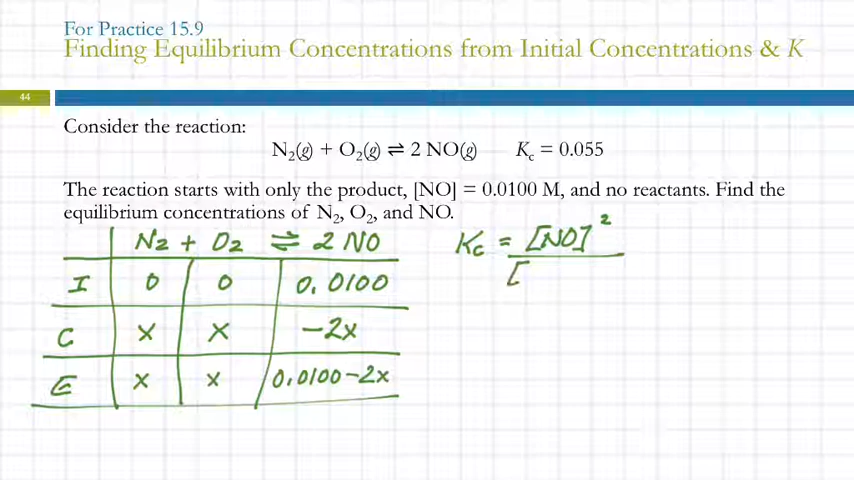 For Practice 15.9
Finding Equilibrium Concentrations from Initial Concentrations & K
44
Consider the reaction:
N₂(g) + O₂(g) ⇌ 2 NO(g) K꜀ = 0.055
The reaction starts with only the product, [NO] = 0.0100 M, and no reactants. Find the
equilibrium concentrations of N₂, O₂, and NO.
N₂ + O₂ ⇌ 2 NO
I 0 0 0.0100
C x x -2x
E x x 0.0100-2x
Kc = [NO]²
[